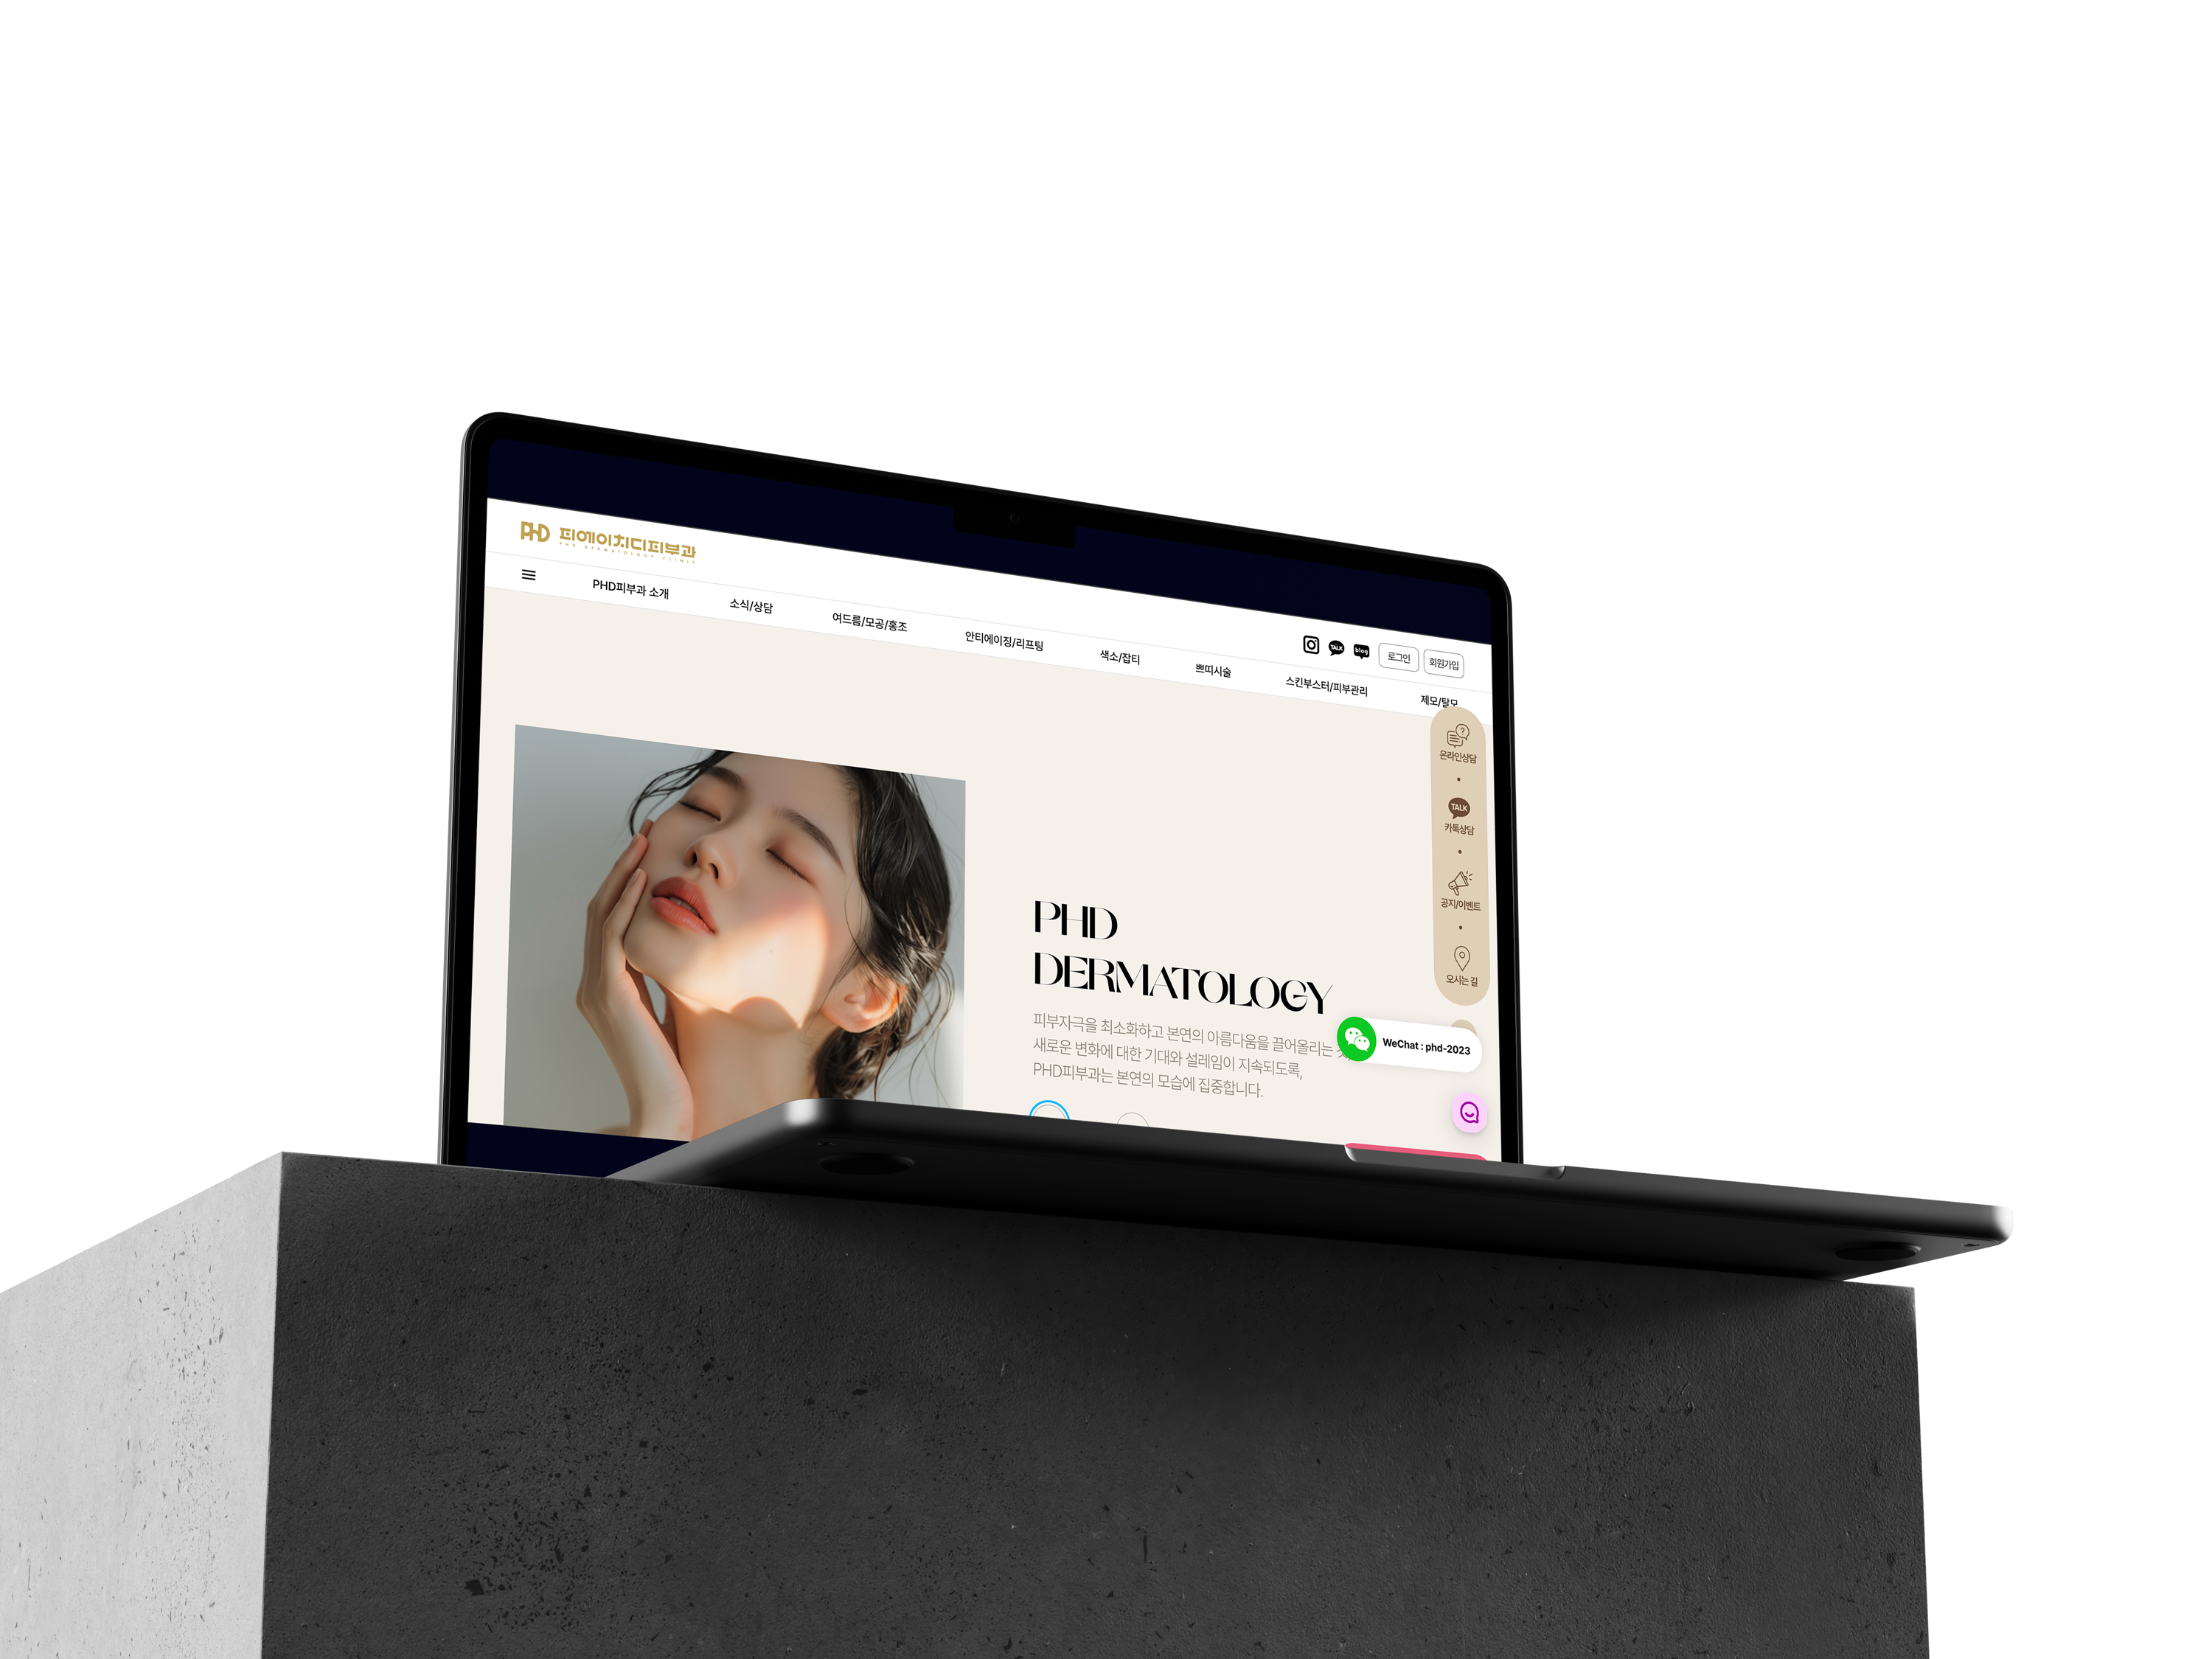 PHD 피에이치디피부과
PHD DERMATOLOGY CLINIC
TALK
blog
로그인
회원가입
PHD피부과 소개
소식/상담
여드름/모공/홍조
안티에이징/리프팅
색소/잡티
쁘띠시술
스킨부스터/피부관리
제모/탈모
?
온라인상담
TALK
카톡상담
공지/이벤트
오시는 길
PHD
DERMATOLOGY
피부자극을 최소화하고 본연의 아름다움을 끌어올리는
새로운 변화에 대한 기대와 설레임이 지속되도록,
PHD피부과는 본연의 모습에 집중합니다.
WeChat : phd-2023